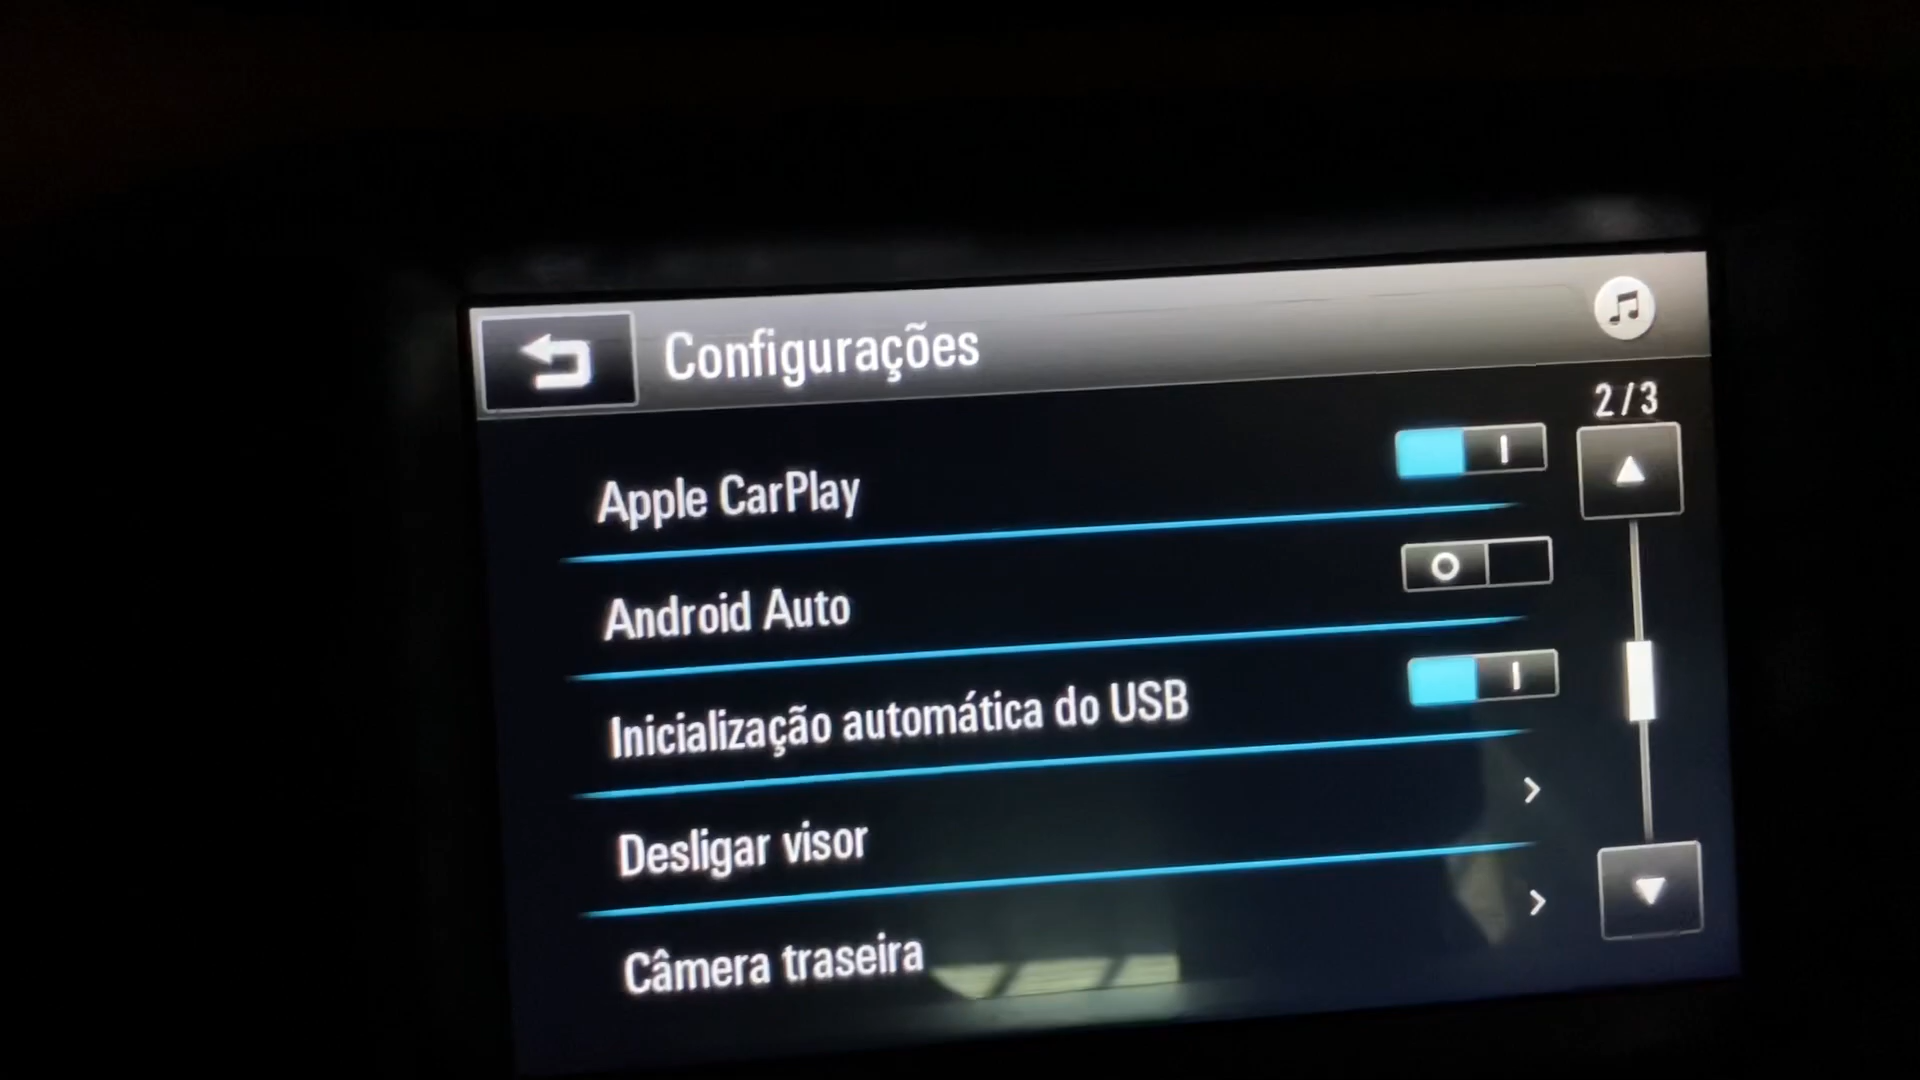 Configurações
2/3
Apple CarPlay
Android Auto
Inicialização automática do USB
Desligar visor
Câmera traseira